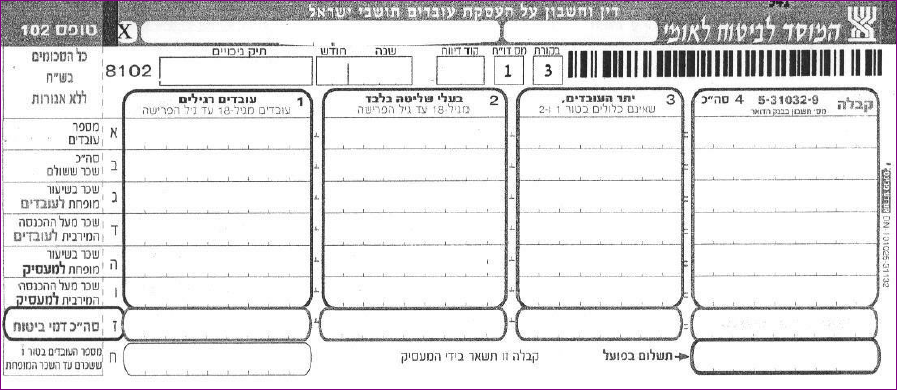 דין וחשבון על העסקת עובדים תושבי ישראל
המוסד לביטוח לאומי
X
טופס 102
ביקורת
מס דו"ח
קוד דיווח
שנה
חודש
תיק ניכויים
3
1
8102
כל הסכומים
בש"ח
ללא אגורות
1 עובדים רגילים
עובדים מגיל-18 עד גיל הפרישה
2 בעלי שליטה בלבד
מגיל-18 עד גיל הפרישה
3 יתר העובדים,
שאינם כלולים בטור 1 ו-2
4 סה"כ
קבלה
5-31032-9
מס' חשבון בבנק הדואר
א מספר
עובדים
ב סה"כ
שכר ששולם
ג שכר בשיעור
מופחת לעובדים
ד שכר מעל ההכנסה
המירבית לעובדים
ה שכר בשיעור
מופחת למעסיק
ו שכר מעל ההכנסה
המירבית למעסיק
ז סה"כ דמי ביטוח
ח מספר העובדים בטור 1
ששכרם עד השכר המופחת
קבלה זו תשאר בידי המעסיק
תשלום בפועל